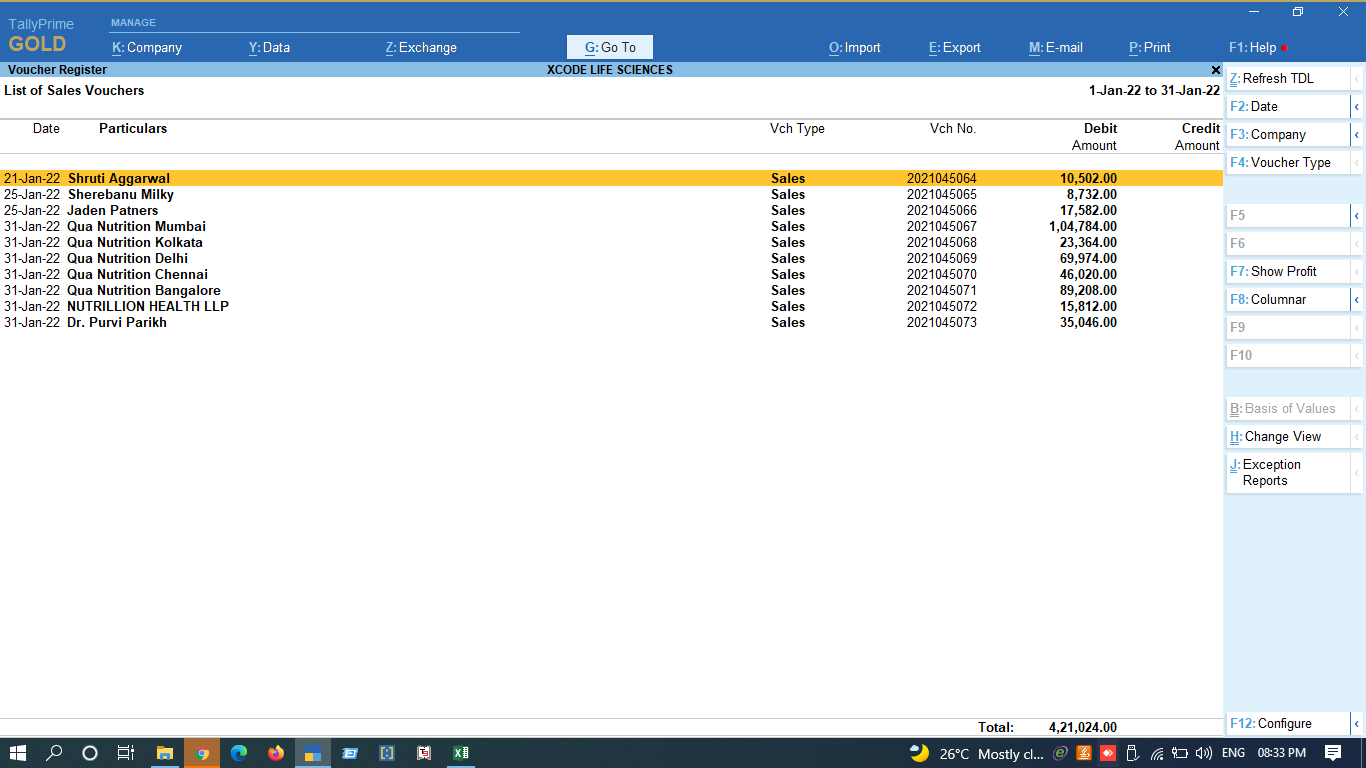 TallyPrime
GOLD
MANAGE
K: Company Y: Data Z: Exchange G: Go To O: Import E: Export M: E-mail P: Print F1: Help
Voucher Register XCODE LIFE SCIENCES
List of Sales Vouchers 1-Jan-22 to 31-Jan-22
Date Particulars Vch Type Vch No. Debit Credit
Amount Amount
21-Jan-22 Shruti Aggarwal Sales 2021045064 10,502.00
25-Jan-22 Sherebanu Milky Sales 2021045065 8,732.00
25-Jan-22 Jaden Patners Sales 2021045066 17,582.00
31-Jan-22 Qua Nutrition Mumbai Sales 2021045067 1,04,784.00
31-Jan-22 Qua Nutrition Kolkata Sales 2021045068 23,364.00
31-Jan-22 Qua Nutrition Delhi Sales 2021045069 69,974.00
31-Jan-22 Qua Nutrition Chennai Sales 2021045070 46,020.00
31-Jan-22 Qua Nutrition Bangalore Sales 2021045071 89,208.00
31-Jan-22 NUTRILLION HEALTH LLP Sales 2021045072 15,812.00
31-Jan-22 Dr. Purvi Parikh Sales 2021045073 35,046.00
Total: 4,21,024.00
Z: Refresh TDL
F2: Date
F3: Company
F4: Voucher Type
F5
F6
F7: Show Profit
F8: Columnar
F9
F10
B: Basis of Values
H: Change View
J: Exception
Reports
F12: Configure
26°C Mostly cl... ENG 08:33 PM